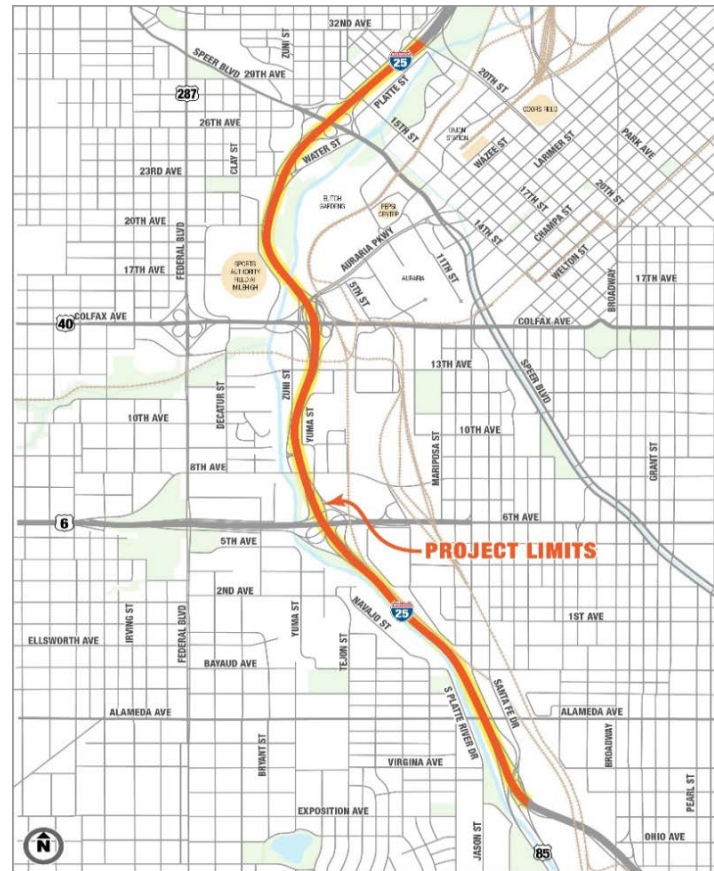 32ND AVE
ZUNI ST
SPEER BLVD
29TH AVE
INTERSTATE
25
PLATTE ST
20TH ST
COORS FIELD
287
26TH AVE
CLAY ST
WATER ST
15TH ST
UNION
STATION
WAZEE ST
LARIMER ST
PARK AVE
23RD AVE
ELITCH
GARDENS
PEPSI
CENTER
17TH ST
20TH ST
CHAMPA ST
14TH ST
WELTON ST
20TH AVE
FEDERAL BLVD
17TH AVE
SPORTS
AUTHORITY
FIELD AT
MILEHIGH
AURARIA PKWY
AURARIA
11TH ST
5TH ST
BROADWAY
17TH AVE
40
COLFAX AVE
COLFAX AVE
13TH AVE
SPEER BLVD
ZUNI ST
DECATUR ST
10TH AVE
YUMA ST
MARIPOSA ST
10TH AVE
GRANT ST
8TH AVE
6
6TH AVE
5TH AVE
PROJECT LIMITS
2ND AVE
IRVING ST
FEDERAL BLVD
YUMA ST
NAVAJO ST
25
1ST AVE
ELLSWORTH AVE
TEJON ST
BAYAUD AVE
SANTA FE DR
S PLATTE RIVER DR
ALAMEDA AVE
ALAMEDA AVE
BRYANT ST
BROADWAY
VIRGINIA AVE
PEARL ST
EXPOSITION AVE
JASON ST
OHIO AVE
85
N